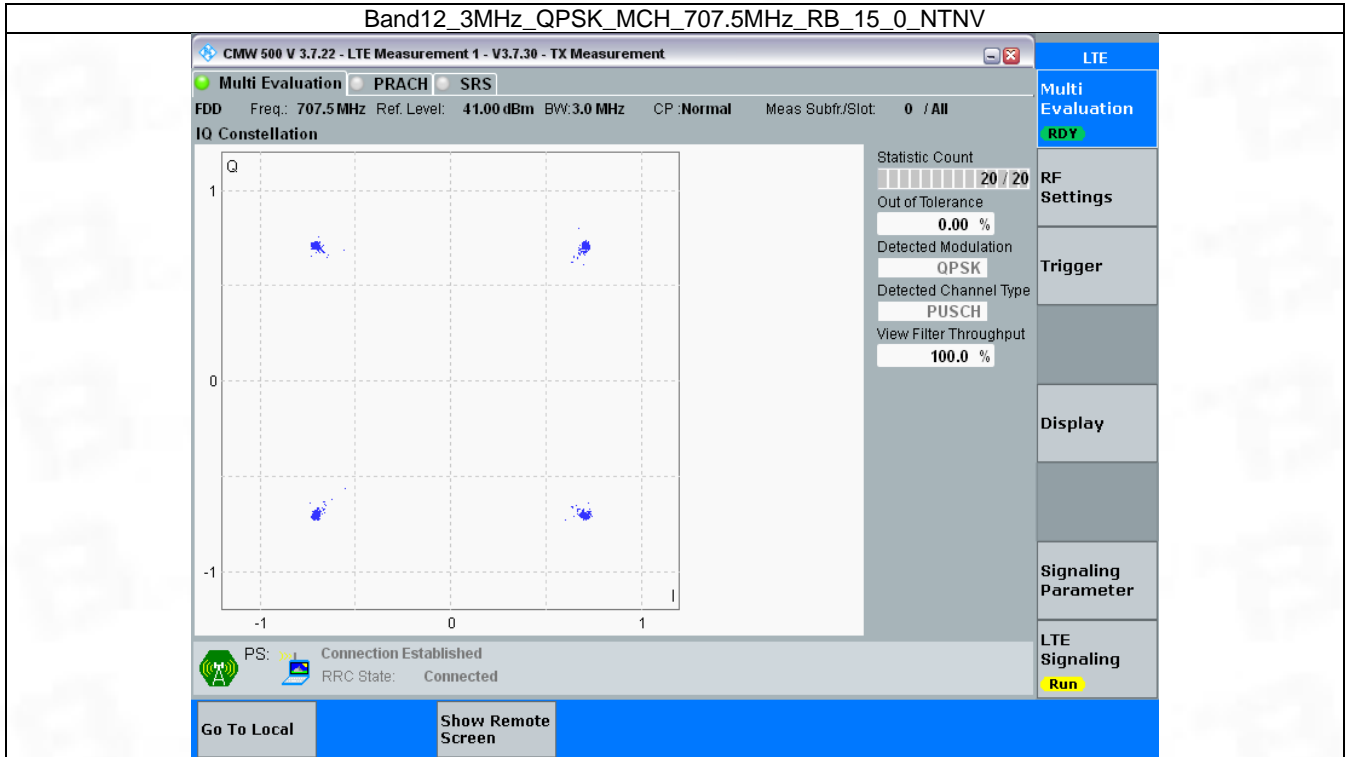 Band12_3MHz_QPSK_MCH_707.5MHz_RB_15_0_NTNV
CMW 500 V 3.7.22 - LTE Measurement 1 - V3.7.30 - TX Measurement
LTE
Multi Evaluation PRACH SRS
Multi
Evaluation
RDY
FDD Freq.: 707.5 MHz Ref. Level: 41.00 dBm BW: 3.0 MHz CP :Normal Meas Subfr./Slot: 0 / All
IQ Constellation
Q
1
0
-1
I
-1 0 1
Statistic Count
20 / 20
Out of Tolerance
0.00 %
Detected Modulation
QPSK
Detected Channel Type
PUSCH
View Filter Throughput
100.0 %
RF
Settings
Trigger
Display
Signaling
Parameter
LTE
Signaling
Run
PS: Connection Established
RRC State: Connected
Go To Local
Show Remote
Screen